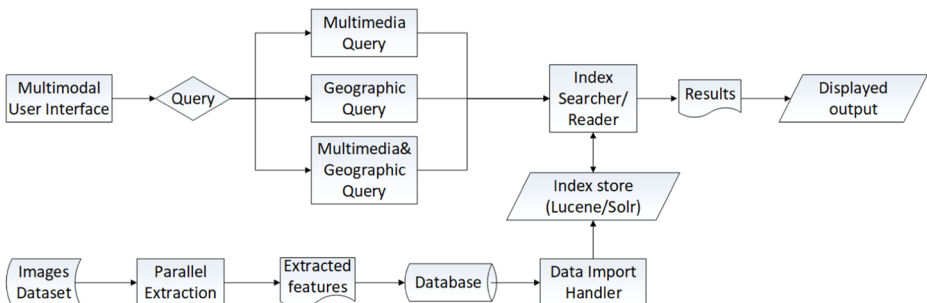 Multimedia
Query
Multimodal
User Interface
Query
Geographic
Query
Multimedia&
Geographic
Query
Index
Searcher/
Reader
Results
Displayed
output
Index store
(Lucene/Solr)
Images
Dataset
Parallel
Extraction
Extracted
features
Database
Data Import
Handler